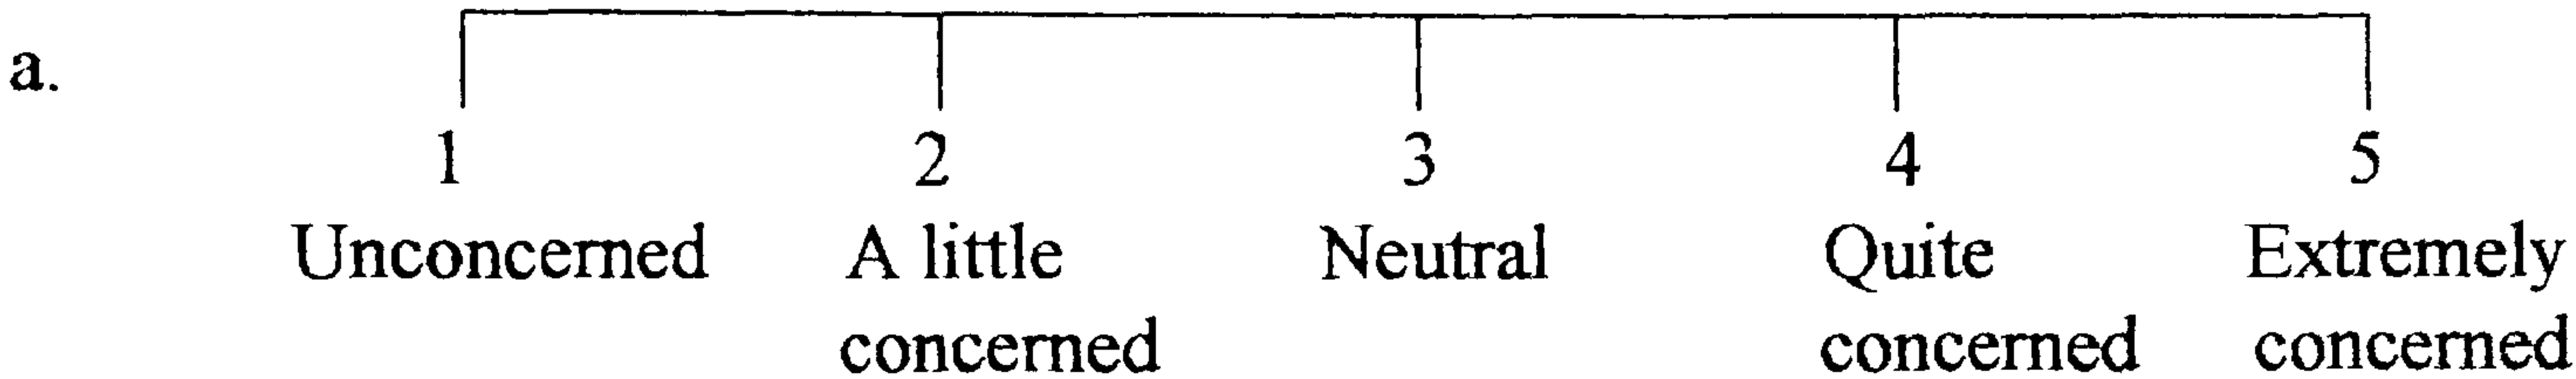 a.
1 2 3 4 5
Unconcerned A little Neutral Quite Extremely
concerned concerned concerned